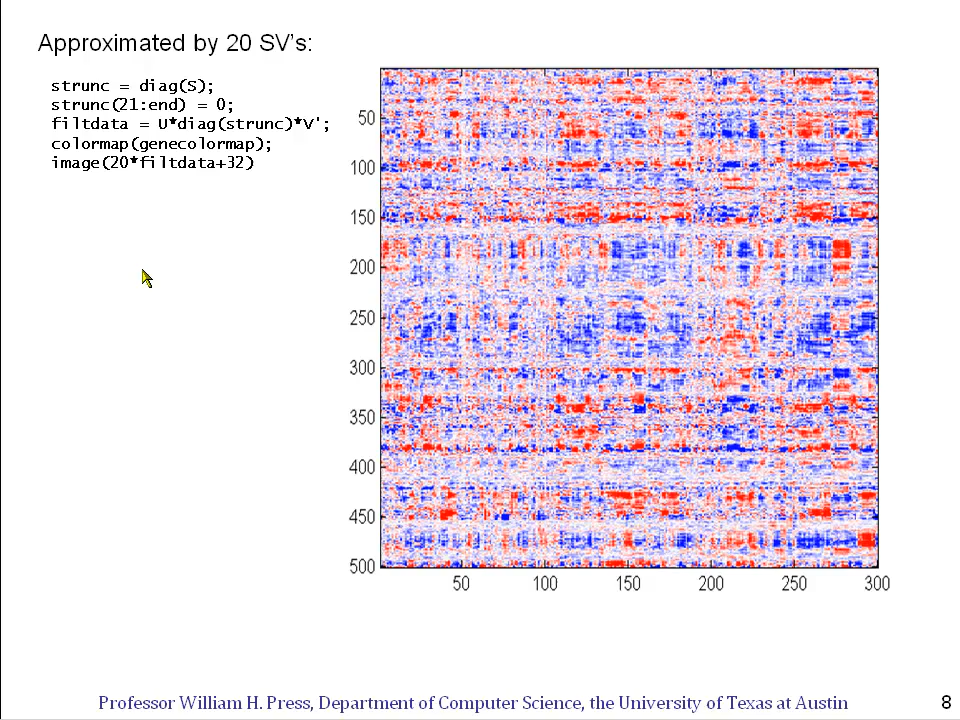 Approximated by 20 SV's:
strunc = diag(S);
strunc(21:end) = 0;
filtdata = U*diag(strunc)*V';
colormap(genecolormap);
image(20*filtdata+32)
50
100
150
200
250
300
350
400
450
500
50 100 150 200 250 300
Professor William H. Press, Department of Computer Science, the University of Texas at Austin 8